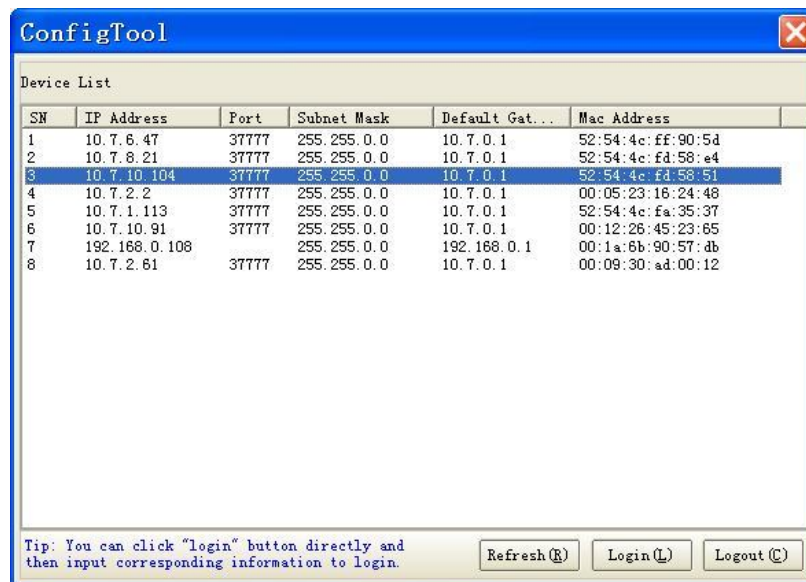 ConfigTool
Device List
SN IP Address Port Subnet Mask Default Gat... Mac Address
1 10.7.6.47 37777 255.255.0.0 10.7.0.1 52:54:4c:ff:90:5d
2 10.7.8.21 37777 255.255.0.0 10.7.0.1 52:54:4c:fd:58:e4
3 10.7.10.104 37777 255.255.0.0 10.7.0.1 52:54:4c:fd:58:51
4 10.7.2.2 37777 255.255.0.0 10.7.0.1 00:05:23:16:24:48
5 10.7.1.113 37777 255.255.0.0 10.7.0.1 52:54:4c:fa:35:37
6 10.7.10.91 37777 255.255.0.0 10.7.0.1 00:12:26:45:23:65
7 192.168.0.108 255.255.0.0 192.168.0.1 00:1a:6b:90:57:db
8 10.7.2.61 37777 255.255.0.0 10.7.0.1 00:09:30:ad:00:12
Tip: You can click "login" button directly and
then input corresponding information to login.
Refresh(R) Login(L) Logout(C)